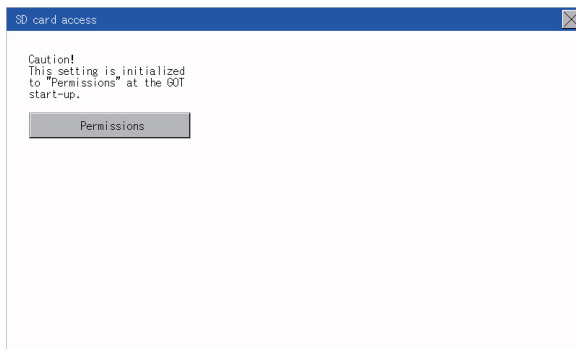 SD card access
Caution!
This setting is initialized
to "Permissions" at the GOT
start-up.
Permissions